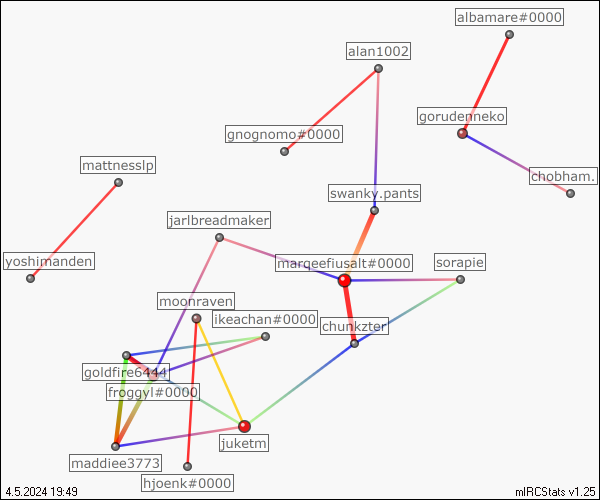 albamare#0000
alan1002
gorudenneko
gnognomo#0000
mattnesslp
chobham.
swanky.pants
jarlbreadmaker
yoshimanden
marqeefiusalt#0000
sorapie
moonraven
ikeachan#0000
chunkzter
goldfire6444
froggyl#0000
juketm
maddiee3773
hjoenk#0000
4.5.2024 19:49
mIRCStats v1.25